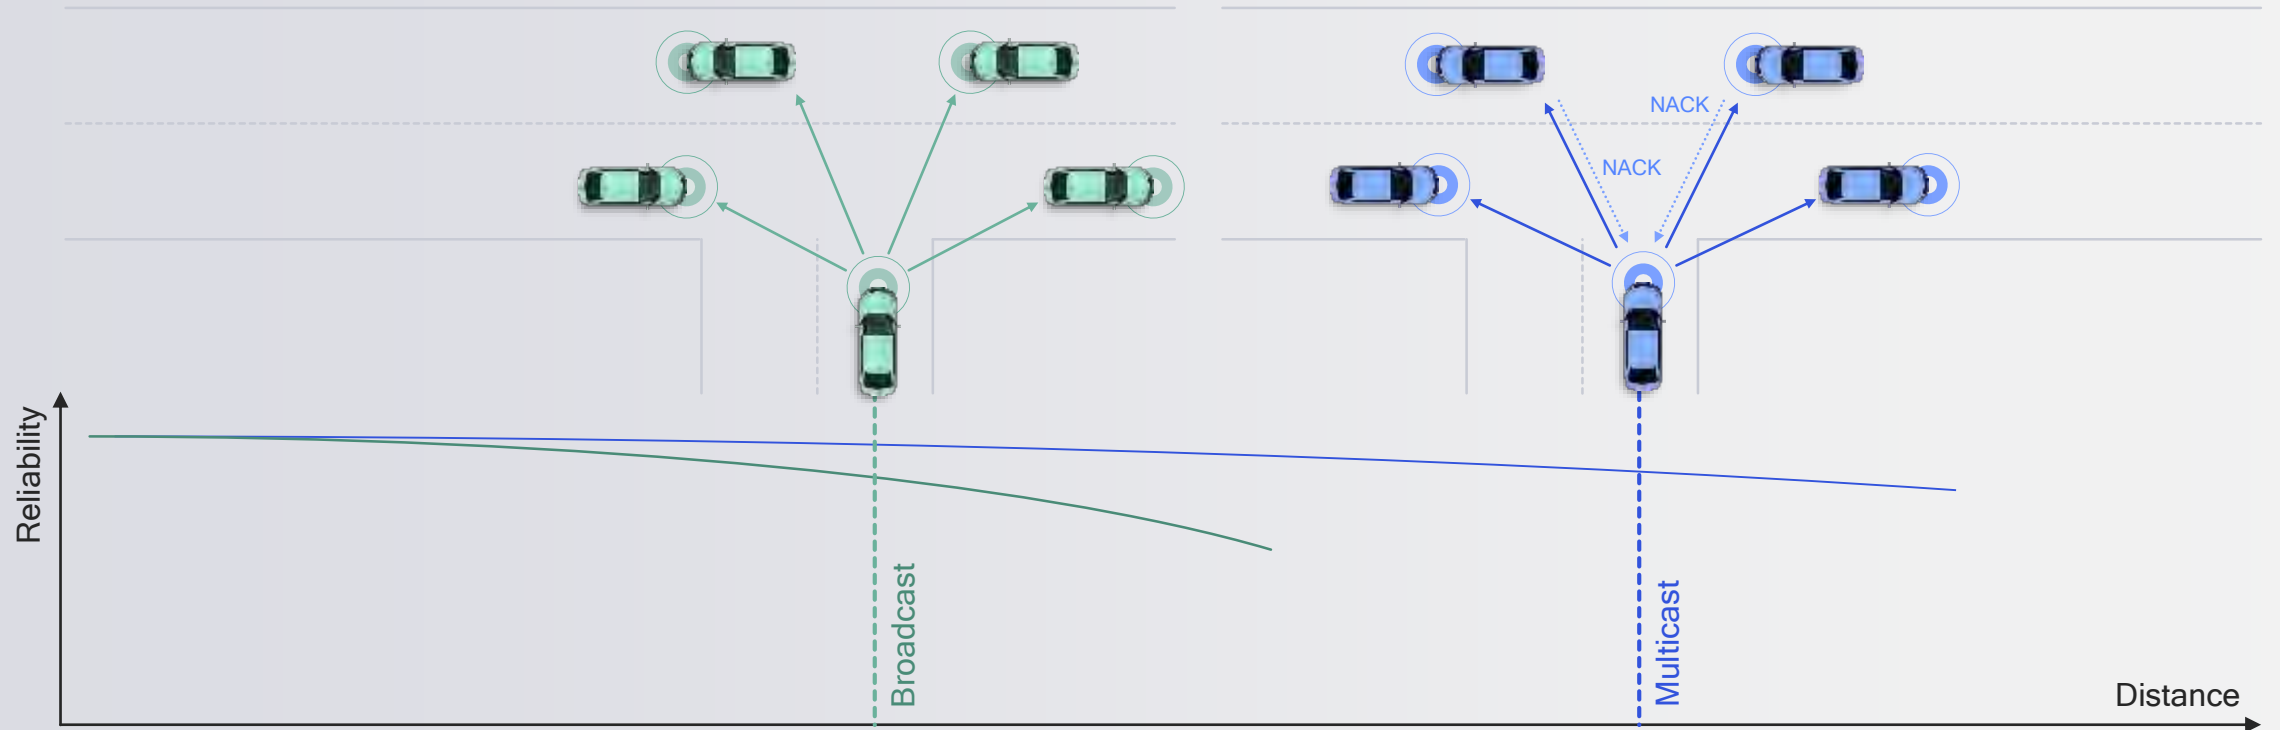 NACK
NACK
Reliability
Broadcast
Multicast
Distance